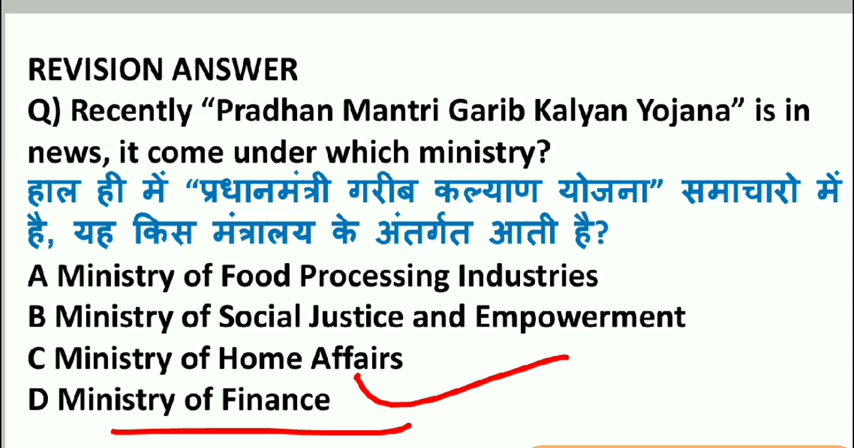 REVISION ANSWER
Q) Recently “Pradhan Mantri Garib Kalyan Yojana” is in
news, it come under which ministry?
हाल ही में “प्रधानमंत्री गरीब कल्याण योजना” समाचारो में
है, यह किस मंत्रालय के अंतर्गत आती है?
A Ministry of Food Processing Industries
B Ministry of Social Justice and Empowerment
C Ministry of Home Affairs
D Ministry of Finance